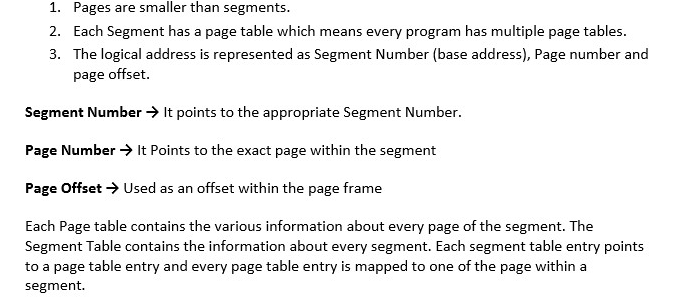 1. Pages are smaller than segments.
2. Each Segment has a page table which means every program has multiple page tables.
3. The logical address is represented as Segment Number (base address), Page number and
page offset.
Segment Number → It points to the appropriate Segment Number.
Page Number → It Points to the exact page within the segment
Page Offset → Used as an offset within the page frame
Each Page table contains the various information about every page of the segment. The
Segment Table contains the information about every segment. Each segment table entry points
to a page table entry and every page table entry is mapped to one of the page within a
segment.